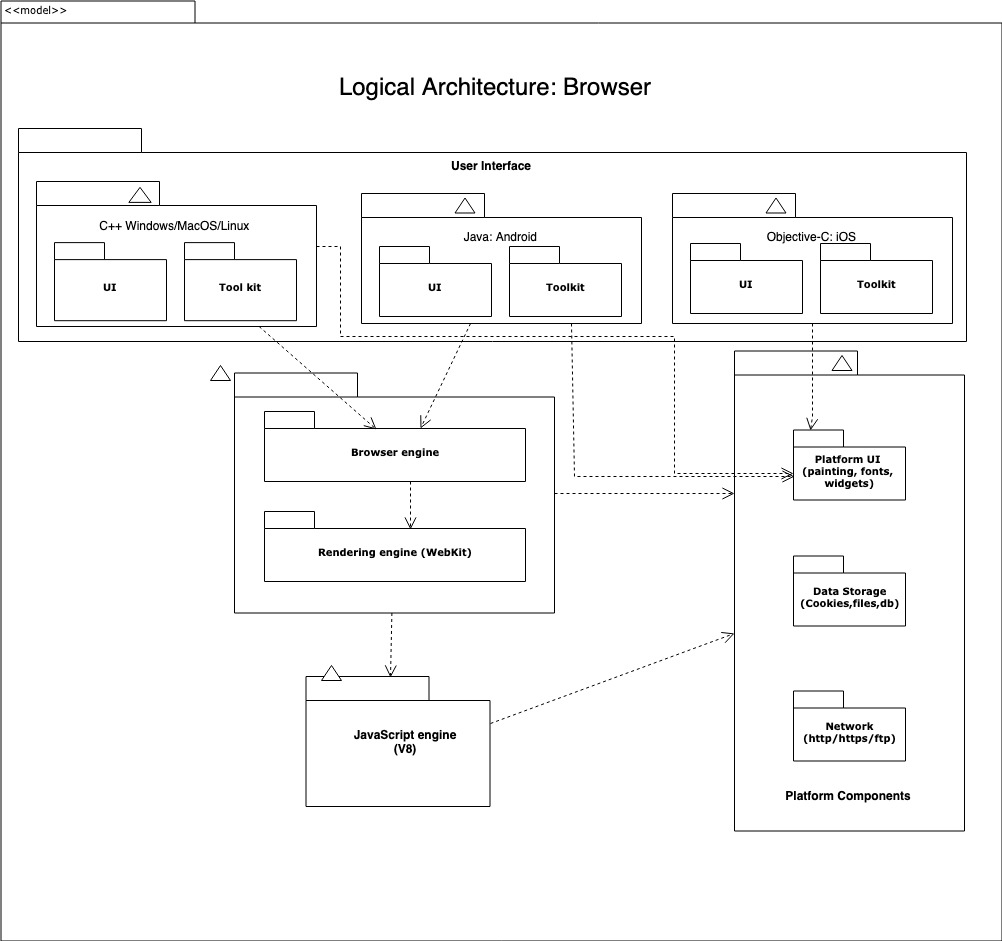 <<model>>
Logical Architecture: Browser
User Interface
C++ Windows/MacOS/Linux
UI
Tool kit
Java: Android
UI
Toolkit
Objective-C: iOS
UI
Toolkit
Browser engine
Rendering engine (WebKit)
JavaScript engine
(V8)
Platform UI
(painting, fonts,
widgets)
Data Storage
(Cookies,files,db)
Network
(http/https/ftp)
Platform Components